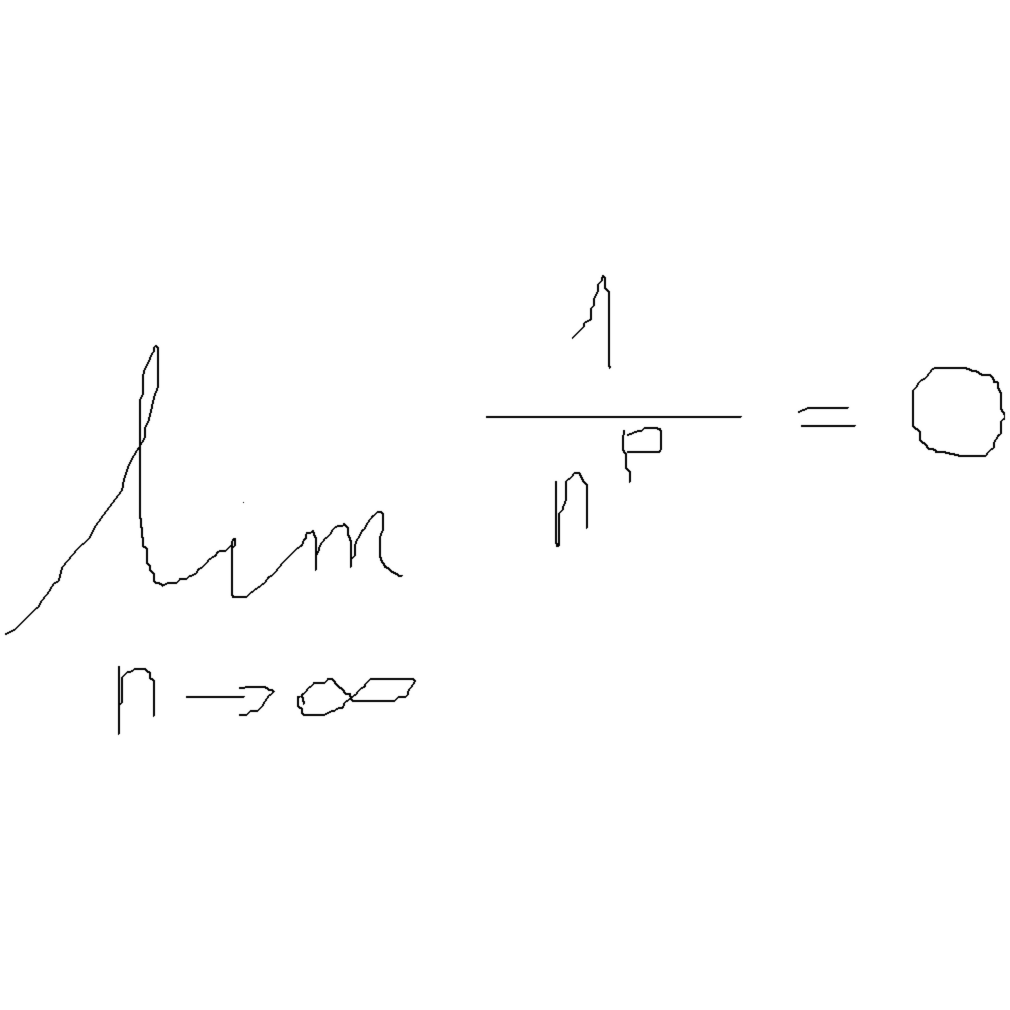 lim 1/n^p = 0
n → ∞